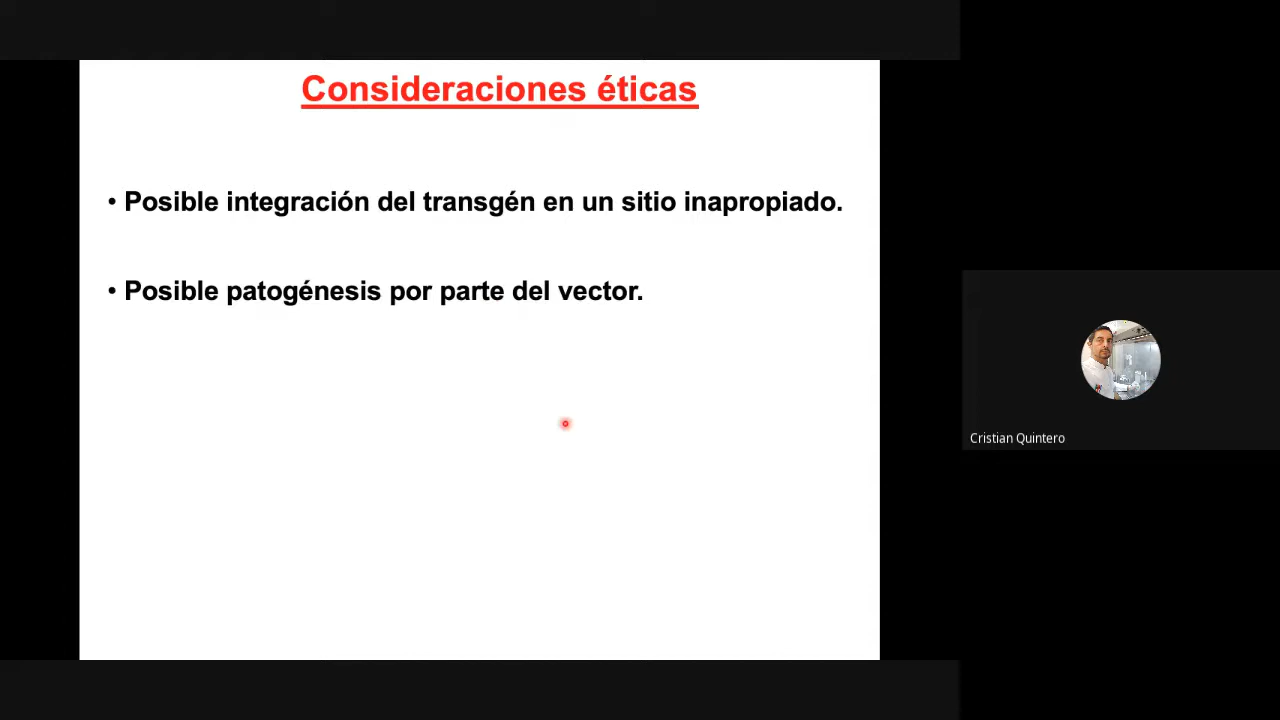 Consideraciones éticas
• Posible integración del transgén en un sitio inapropiado.
• Posible patogénesis por parte del vector.
Cristian Quintero